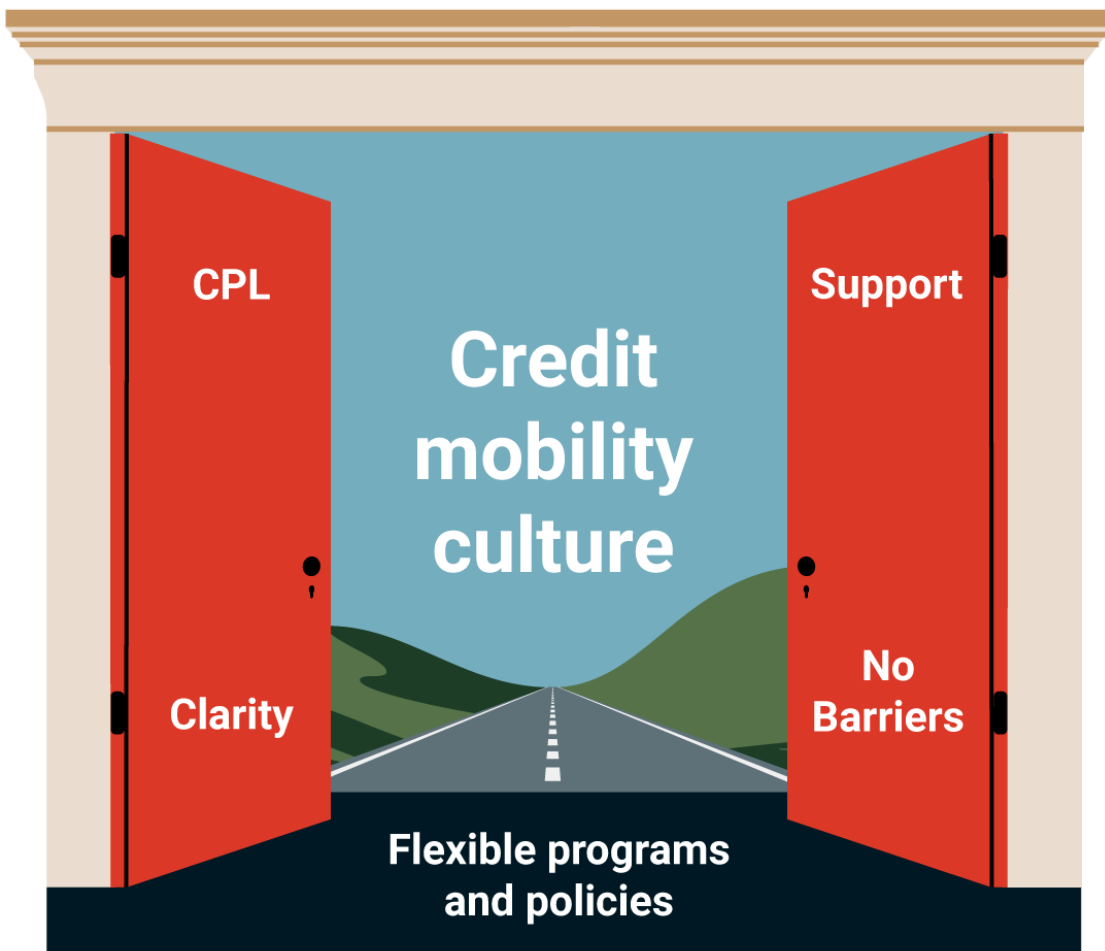 CPL
Clarity
Credit
mobility
culture
Support
No
Barriers
Flexible programs
and policies